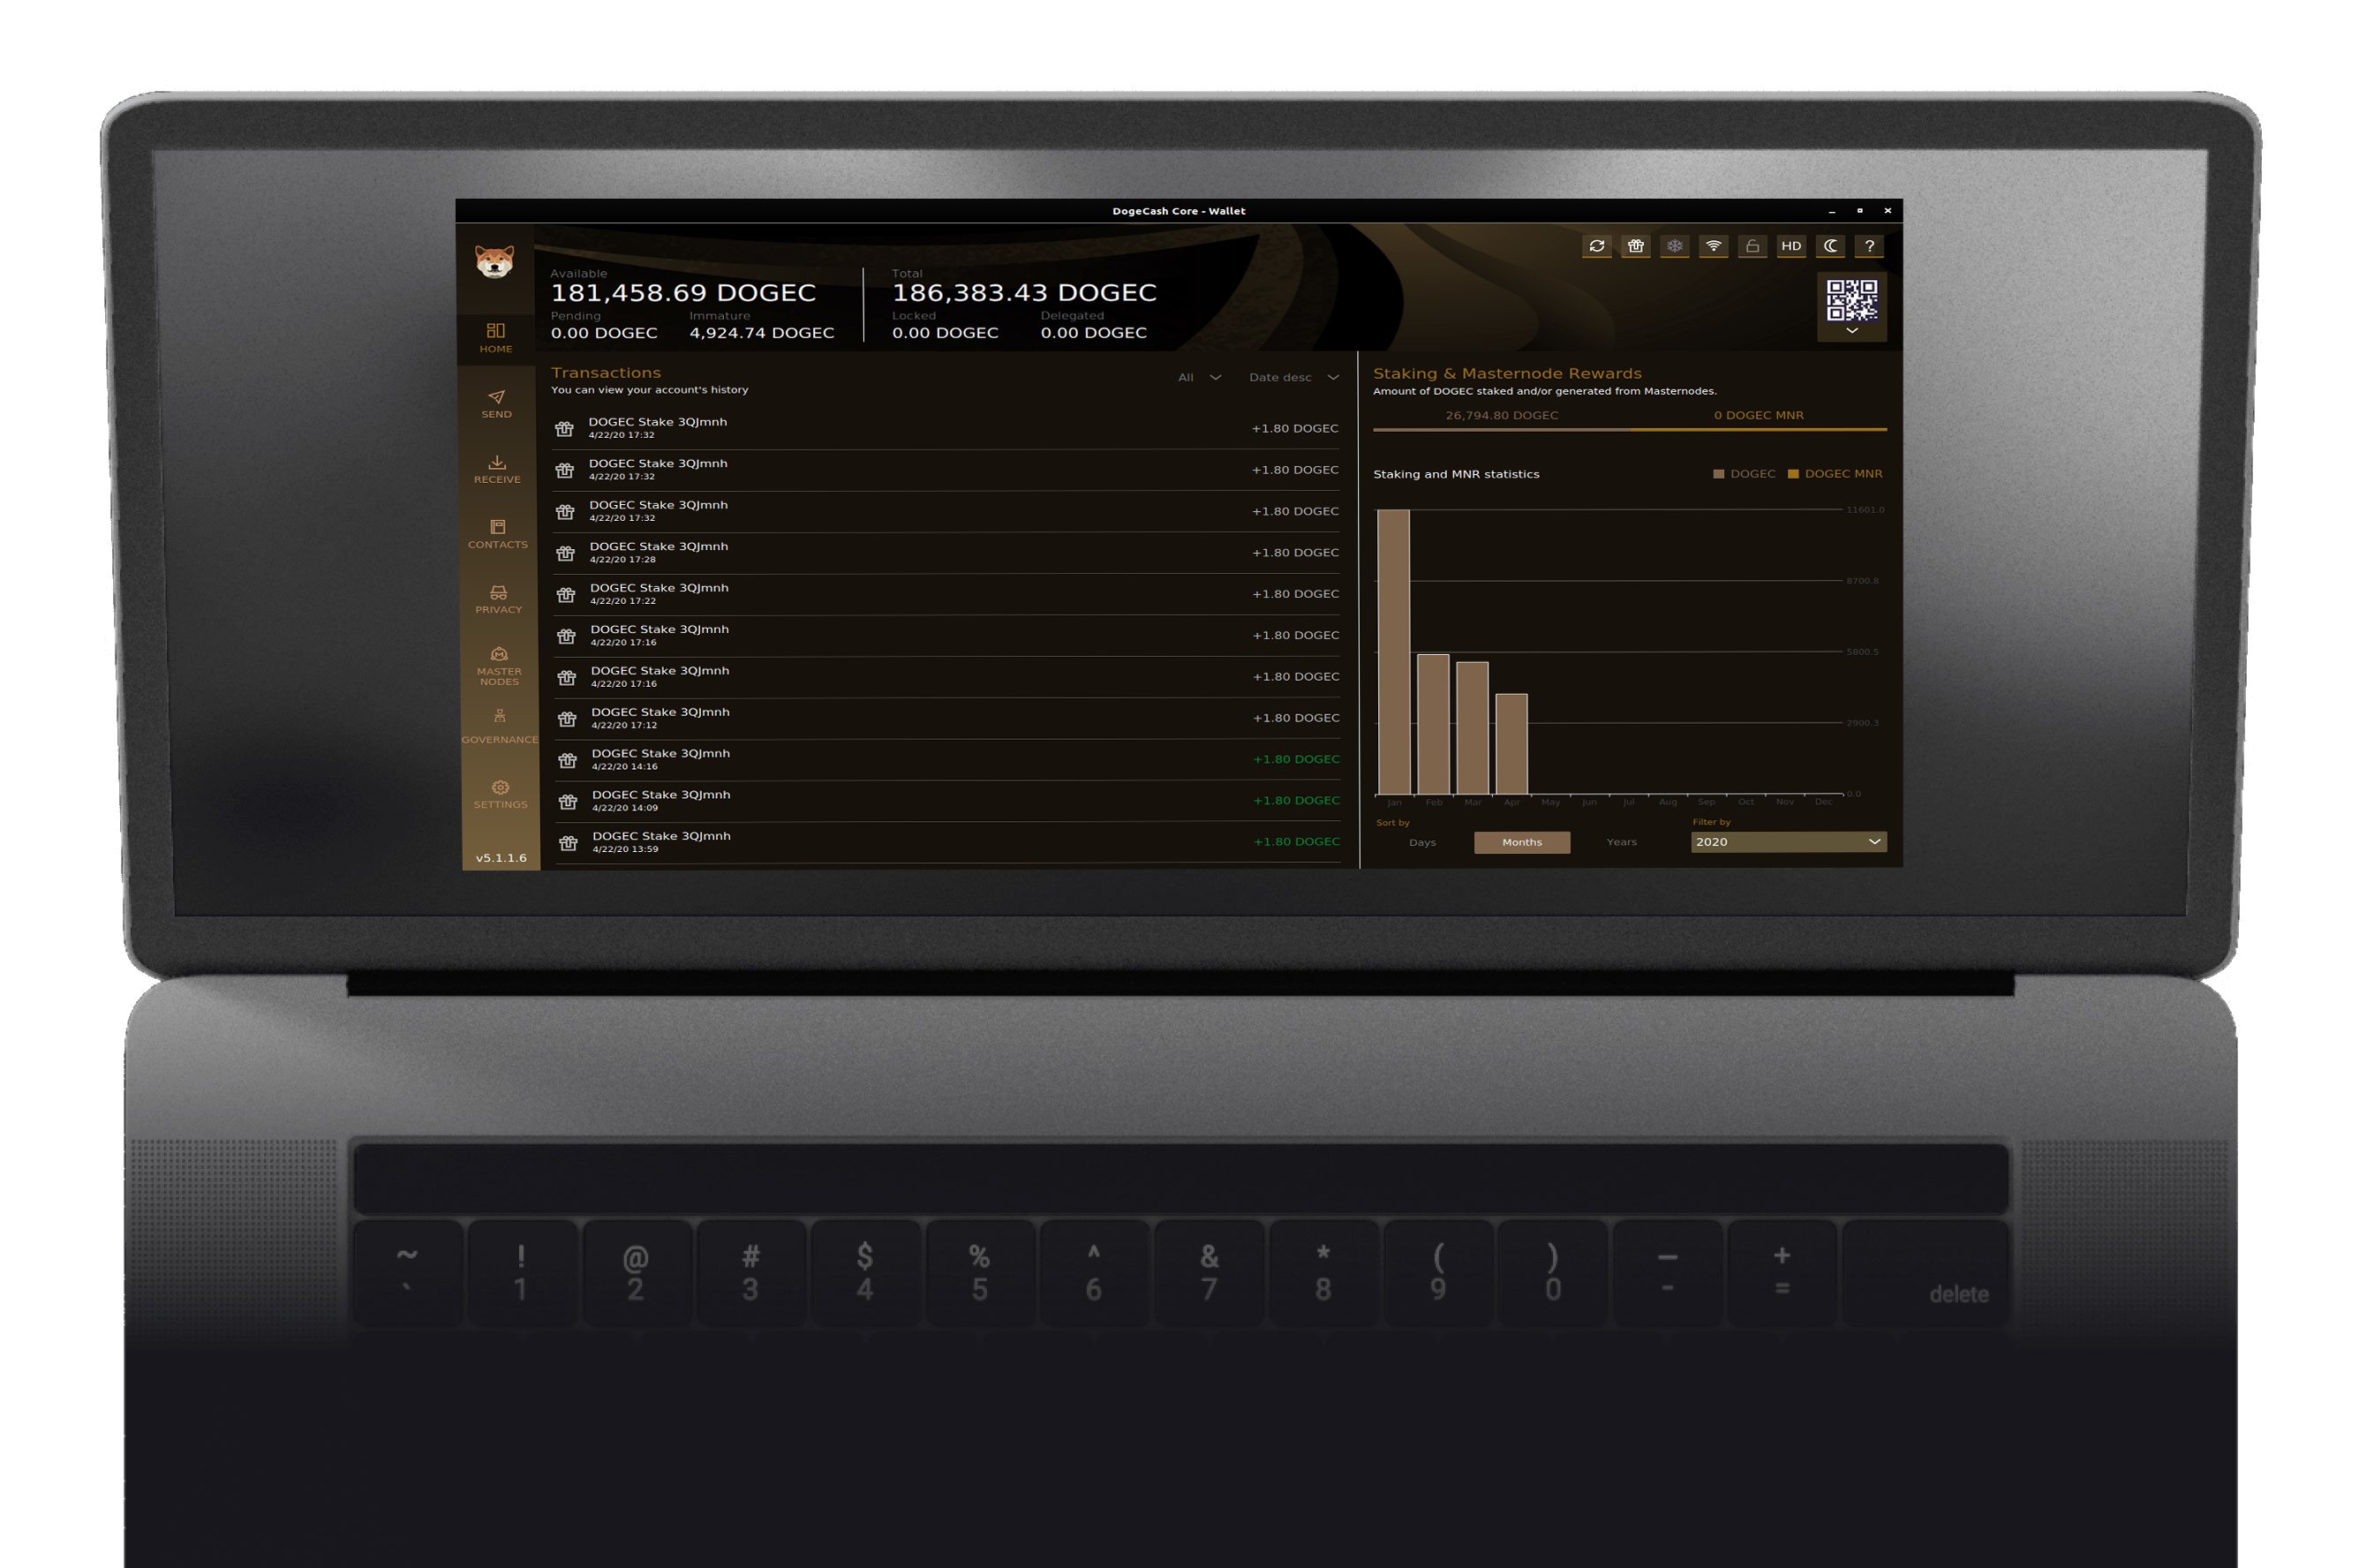 DogeCash Core - Wallet
HD ?
Available
181,458.69 DOGEC
Pending Immature
0.00 DOGEC 4,924.74 DOGEC
Total
186,383.43 DOGEC
Locked Delegated
0.00 DOGEC 0.00 DOGEC
HOME
SEND
RECEIVE
CONTACTS
PRIVACY
MASTER
NODES
GOVERNANCE
SETTINGS
v5.1.1.6
Transactions
You can view your account's history
All Date desc
DOGEC Stake 3QJmnh
4/22/20 17:32
+1.80 DOGEC
DOGEC Stake 3QJmnh
4/22/20 17:32
+1.80 DOGEC
DOGEC Stake 3QJmnh
4/22/20 17:32
+1.80 DOGEC
DOGEC Stake 3QJmnh
4/22/20 17:28
+1.80 DOGEC
DOGEC Stake 3QJmnh
4/22/20 17:22
+1.80 DOGEC
DOGEC Stake 3QJmnh
4/22/20 17:16
+1.80 DOGEC
DOGEC Stake 3QJmnh
4/22/20 17:16
+1.80 DOGEC
DOGEC Stake 3QJmnh
4/22/20 17:12
+1.80 DOGEC
DOGEC Stake 3QJmnh
4/22/20 14:16
+1.80 DOGEC
DOGEC Stake 3QJmnh
4/22/20 14:09
+1.80 DOGEC
DOGEC Stake 3QJmnh
4/22/20 13:59
+1.80 DOGEC
Staking & Masternode Rewards
Amount of DOGEC staked and/or generated from Masternodes.
26,794.80 DOGEC 0 DOGEC MNR
Staking and MNR statistics DOGEC DOGEC MNR
11601.0
8700.8
5800.5
2900.3
0.0
Jan Feb Mar Apr May Jun Jul Aug Sep Oct Nov Dec
Sort by Filter by
Days Months Years 2020
~ ! @ # $ % ^ & * ( ) — +
` 1 2 3 4 5 6 7 8 9 0 - =
delete